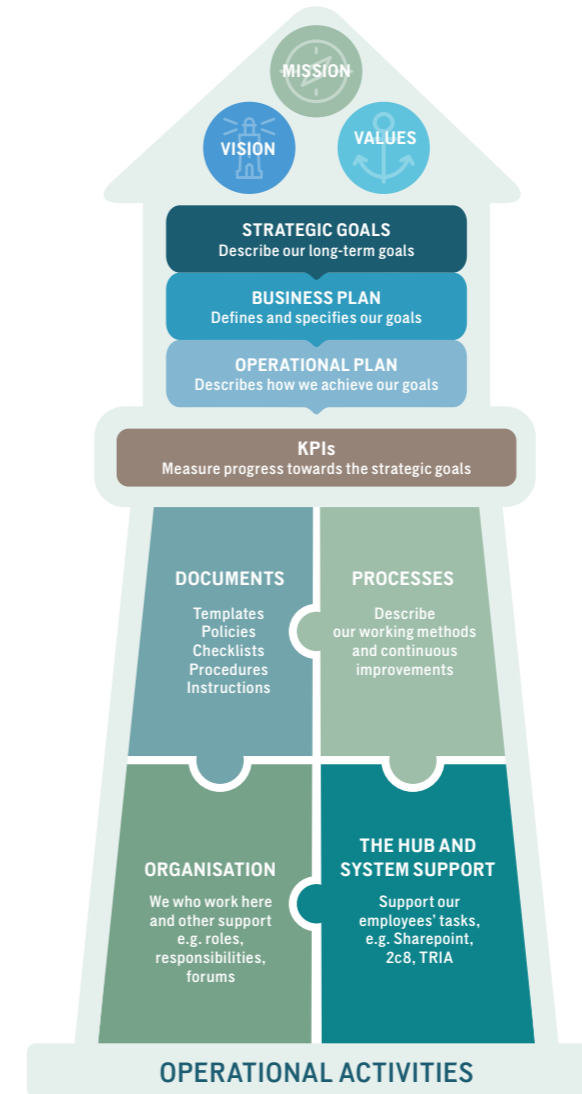 MISSION
VISION
VALUES
STRATEGIC GOALS
Describe our long-term goals
BUSINESS PLAN
Defines and specifies our goals
OPERATIONAL PLAN
Describes how we achieve our goals
KPIs
Measure progress towards the strategic goals
DOCUMENTS
Templates
Policies
Checklists
Procedures
Instructions
PROCESSES
Describe
our working methods
and continuous
improvements
ORGANISATION
We who work here
and other support
e.g. roles,
responsibilities,
forums
THE HUB AND
SYSTEM SUPPORT
Support our
employees' tasks,
e.g. Sharepoint,
2c8, TRIA
OPERATIONAL ACTIVITIES